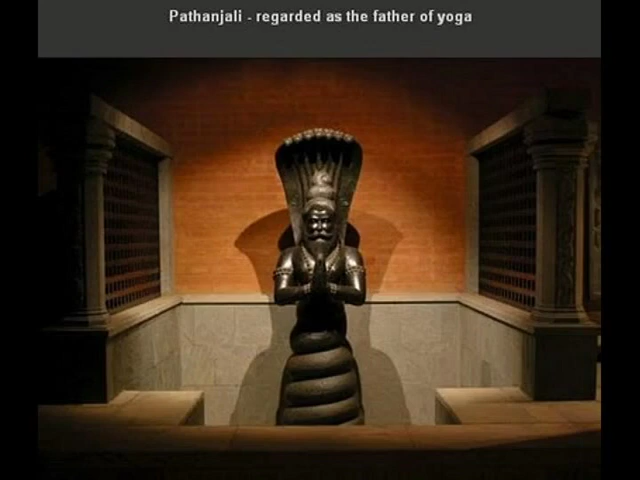 Pathanjali - regarded as the father of yoga